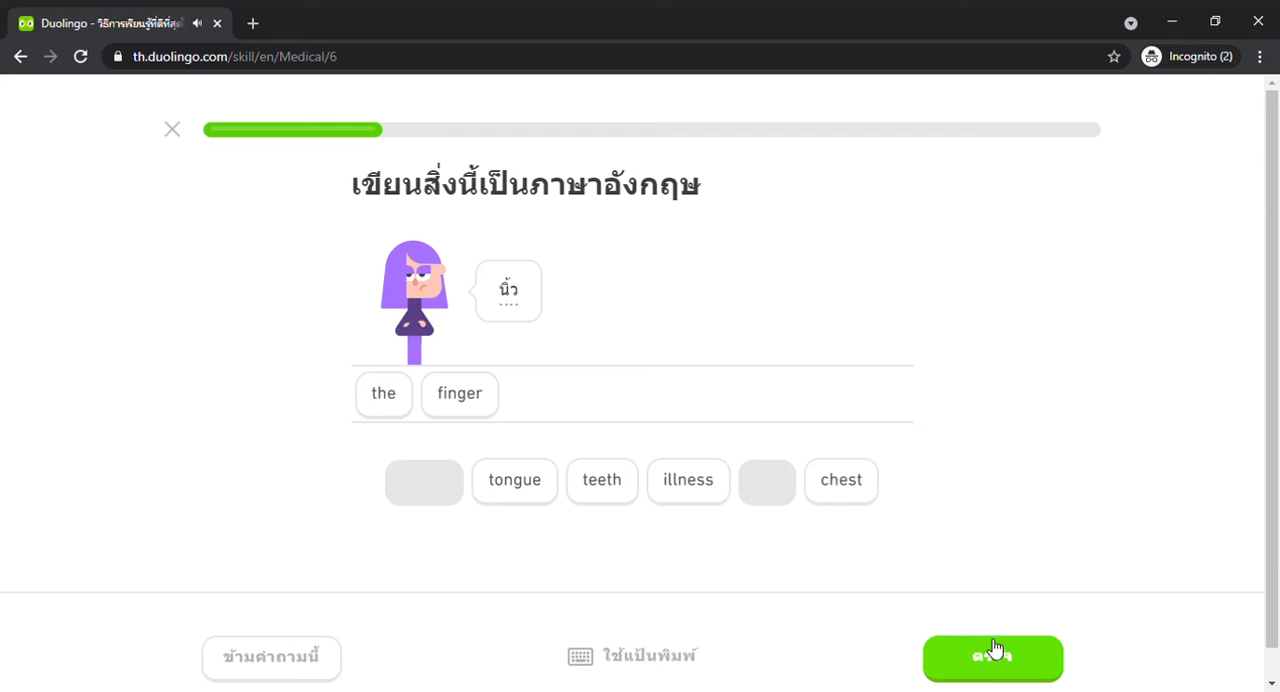 Duolingo - วิธีการเรียนรู้ที่ดีที่สุดใ
th.duolingo.com/skill/en/Medical/6
Incognito (2)
เขียนสิ่งนี้เป็นภาษาอังกฤษ
นิ้ว
the finger
tongue teeth illness chest
ข้ามคำถามนี้ ใช้แป้นพิมพ์